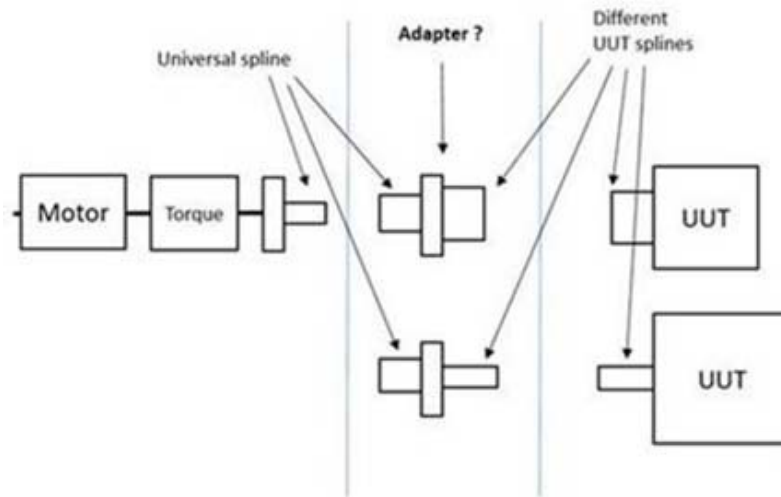 Different
UUT splines
Adapter ?
Universal spline
Motor
Torque
UUT
UUT